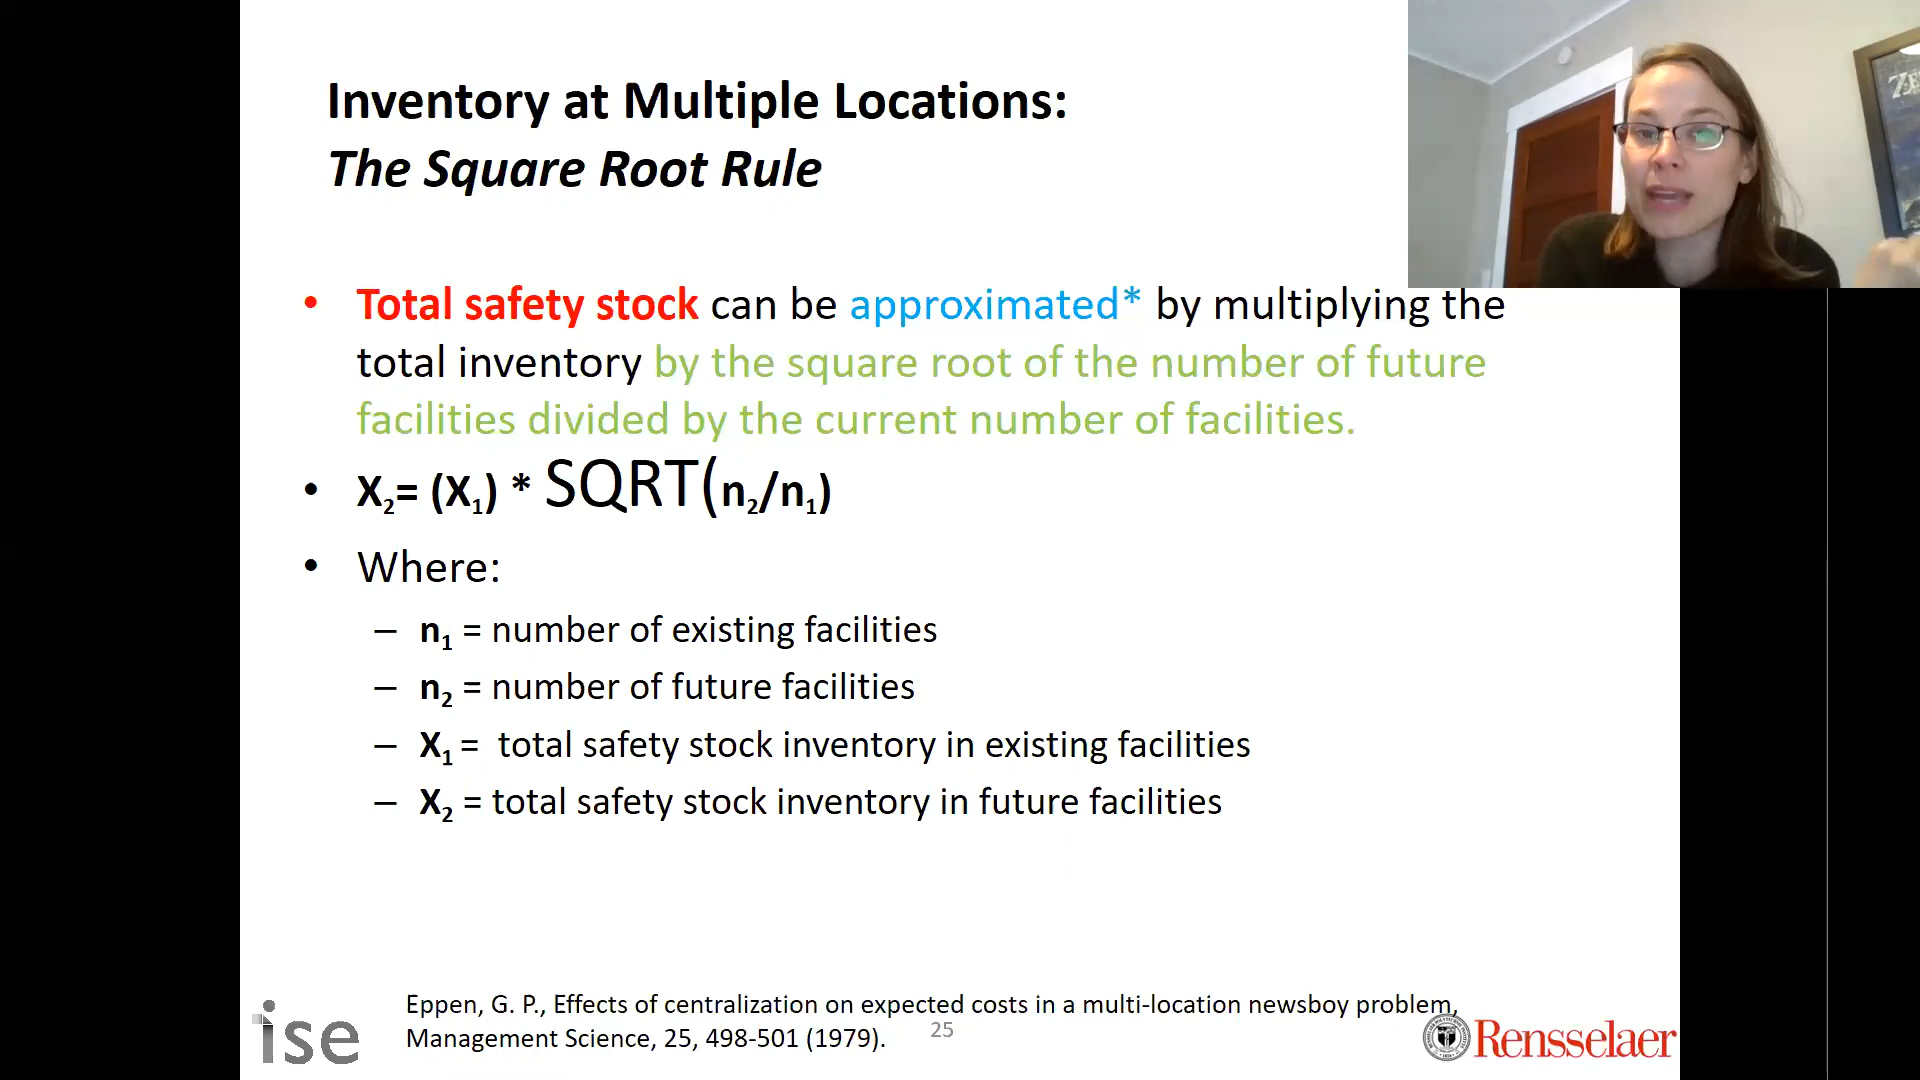 Inventory at Multiple Locations:
The Square Root Rule
• Total safety stock can be approximated* by multiplying the
total inventory by the square root of the number of future
facilities divided by the current number of facilities.
• X₂= (X₁) * SQRT(n₂/n₁)
• Where:
– n₁ = number of existing facilities
– n₂ = number of future facilities
– X₁ = total safety stock inventory in existing facilities
– X₂ = total safety stock inventory in future facilities
Eppen, G. P., Effects of centralization on expected costs in a multi-location newsboy problem,
Management Science, 25, 498-501 (1979).
25
ise
Rensselaer